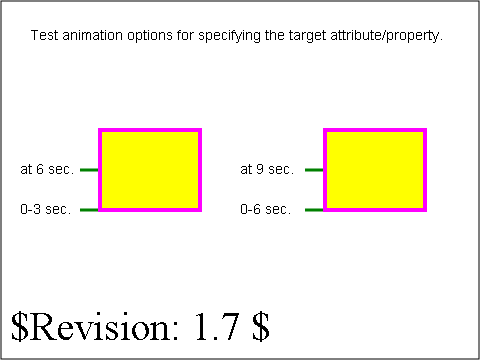 Test animation options for specifying the target attribute/property.
at 6 sec. at 9 sec.
0-3 sec. 0-6 sec.
$Revision: 1.7 $